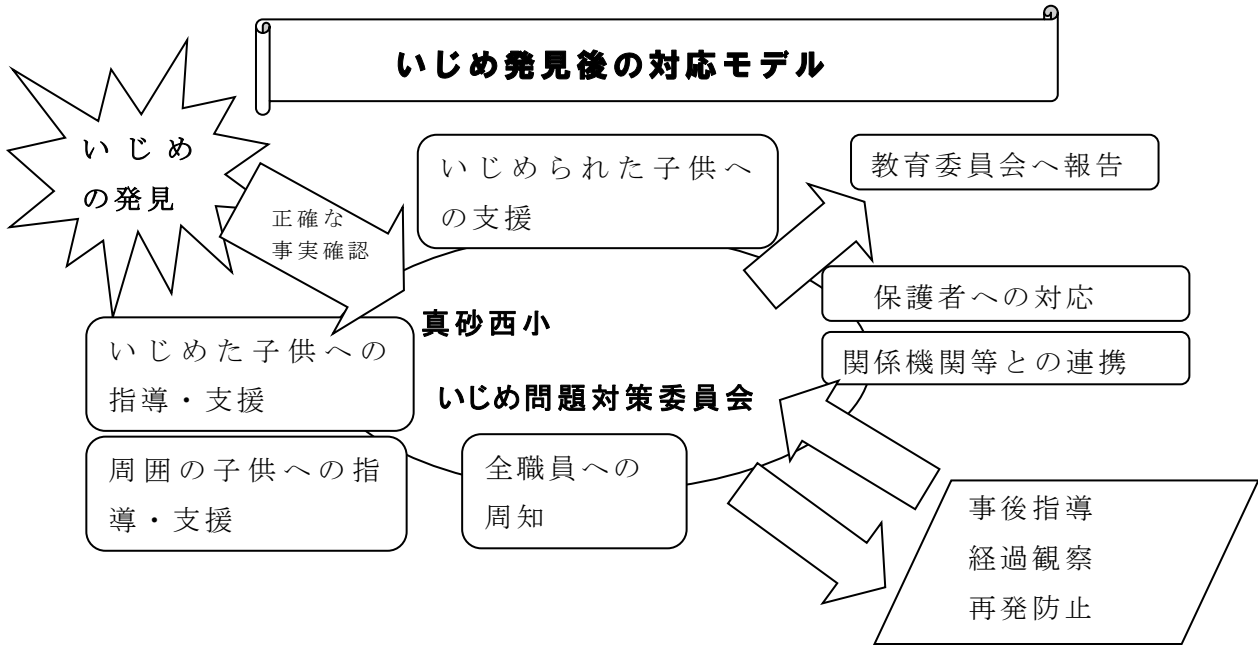 いじめ発見後の対応モデル
いじめ
の発見
正確な
事実確認
いじめられた子供へ
の支援
教育委員会へ報告
保護者への対応
関係機関等との連携
真砂西小
いじめ問題対策委員会
いじめた子供への
指導・支援
周囲の子供への指
導・支援
全職員への
周知
事後指導
経過観察
再発防止